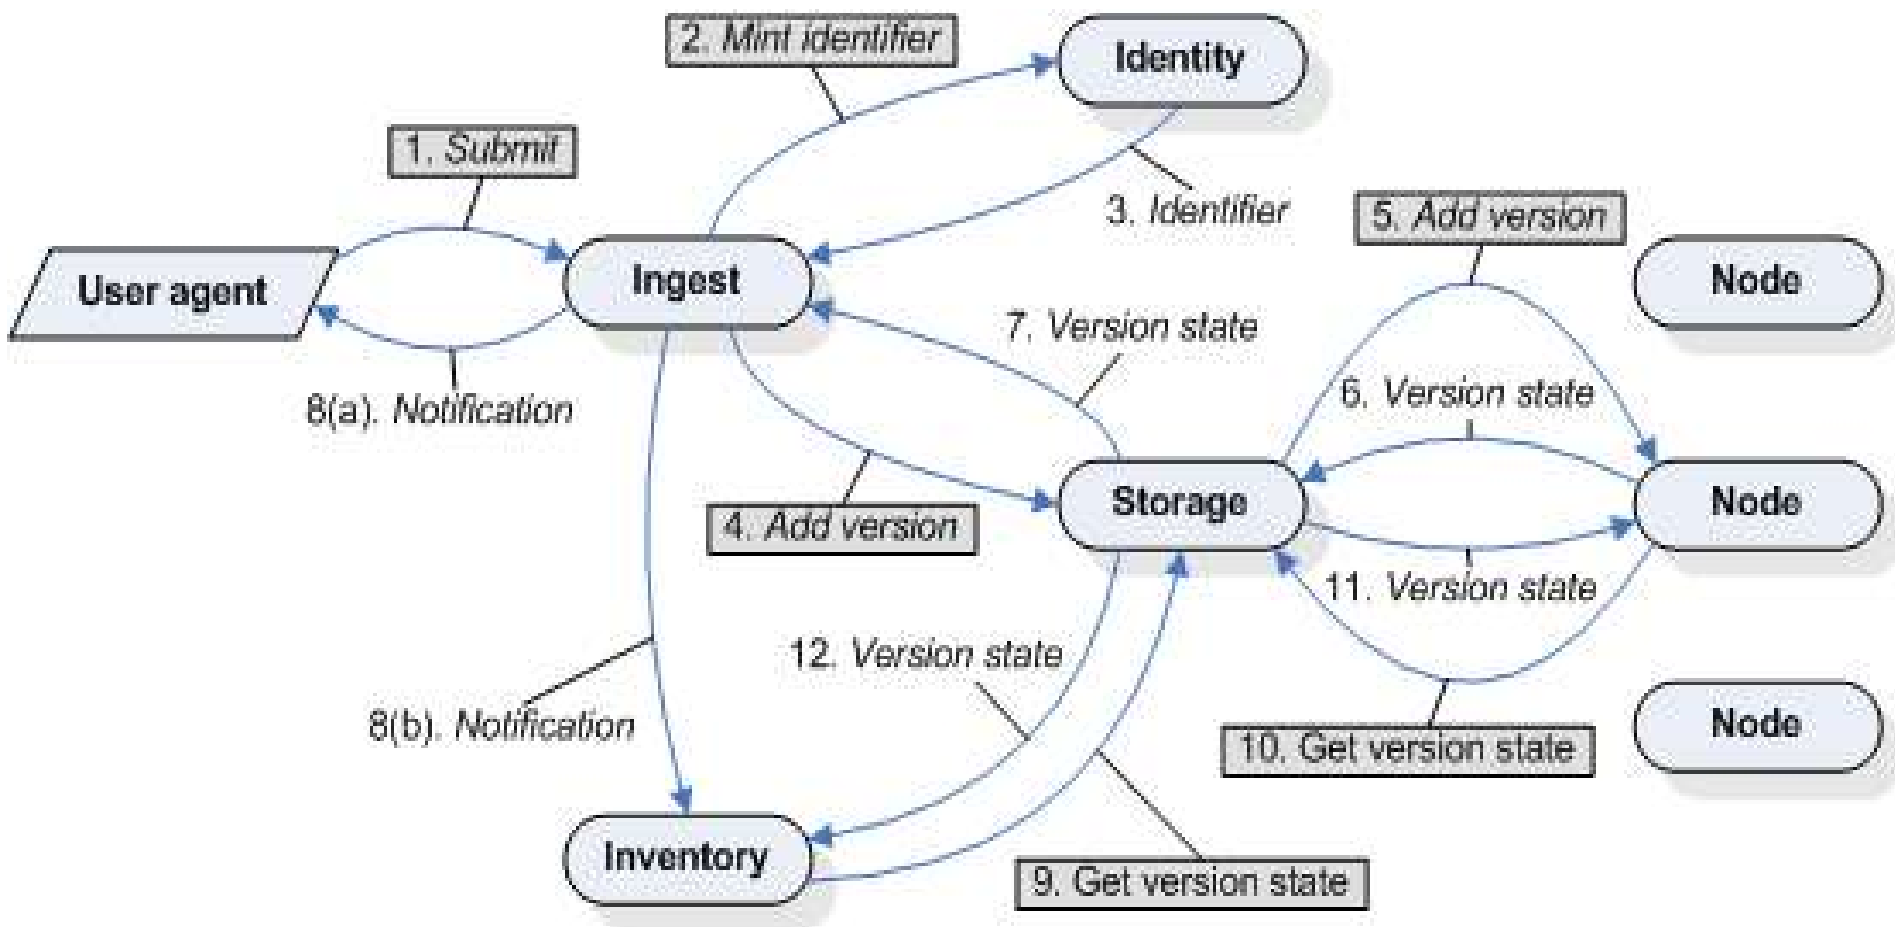 2. Mint identifier
Identity
1. Submit
3. Identifier
5. Add version
User agent
Ingest
Node
7. Version state
6. Version state
8(a). Notification
4. Add version
Storage
Node
11. Version state
12. Version state
8(b). Notification
10. Get version state
Node
Inventory
9. Get version state